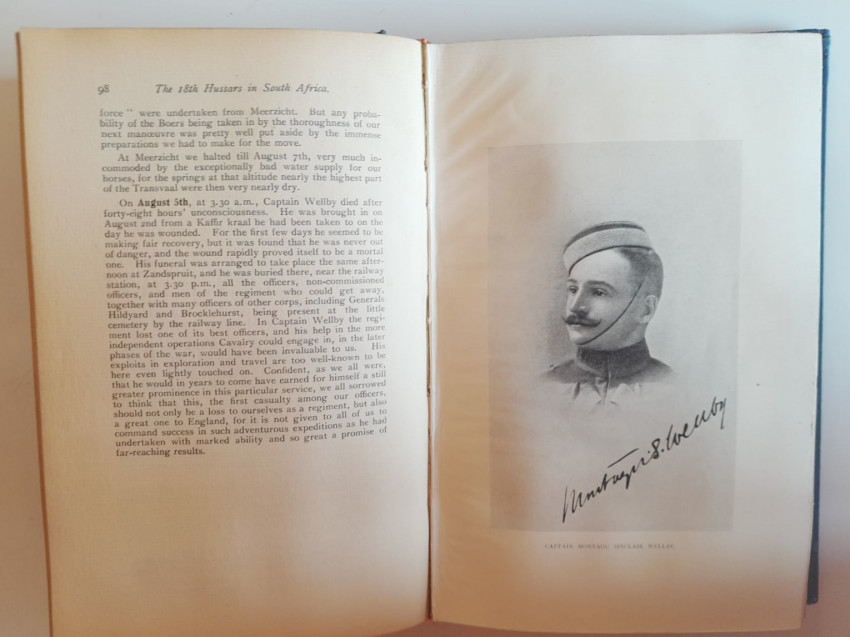 98 The 18th Hussars in South Africa.
force" were undertaken from Meerzicht. But any proba-
bility of the Boers being taken in by the thoroughness of our
next manœuvre was pretty well put aside by the immense
preparations we had to make for the move.
At Meerzicht we halted till August 7th, very much in-
commoded by the exceptionally bad water supply for our
horses, for the springs at that altitude nearly the highest part
of the Transvaal were then very nearly dry.
On August 5th, at 3.30 a.m., Captain Wellby died after
forty-eight hours' unconsciousness. He was brought in on
August 2nd from a Kaffir kraal he had been taken to on the
day he was wounded. For the first few days he seemed to be
making fair recovery, but it was found that he was never out
of danger, and the wound rapidly proved itself to be a mortal
one. His funeral was arranged to take place the same after-
noon at Zandspruit, and he was buried there, near the railway
station, at 3.30 p.m., all the officers, non-commissioned
officers, and men of the regiment who could get away,
together with many officers of other corps, including Generals
Hildyard and Brocklehurst, being present at the little
cemetery by the railway line. In Captain Wellby the regi-
ment lost one of its best officers, and his help in the more
independent operations Cavalry could engage in, in the later
phases of the war, would have been invaluable to us. His
exploits in exploration and travel are too well-known to be
here even lightly touched on. Confident, as we all were,
that he would in years to come have earned for himself a still
greater prominence in this particular service, we all sorrowed
to think that this, the first casualty among our officers,
should not only be a loss to ourselves as a regiment, but also
a great one to England, for it is not given to all of us to
command success in such adventurous expeditions as he had
undertaken with marked ability and so great a promise of
far-reaching results.
Montagu S. Wellby
CAPTAIN MONTAGU SINCLAIR WELLBY.